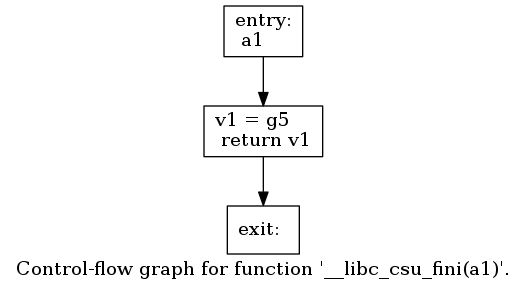 entry:
a1
v1 = g5
return v1
exit:
Control-flow graph for function '__libc_csu_fini(a1)'.